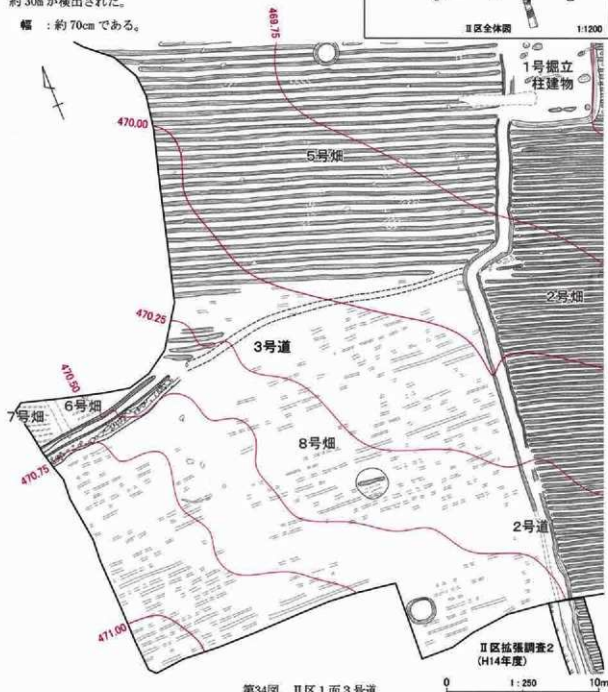 約30mが検出された。
幅　：約70cmである。
Ⅱ区全体図
1:1200
469.75
1号掘立
柱建物
470.00
5号畑
2号畑
470.25
3号道
470.50
7号畑
6号畑
8号畑
470.75
2号道
471.00
Ⅱ区拡張調査2
(H14年度)
0
1：250
10m
第34図　Ⅱ区1面3号道